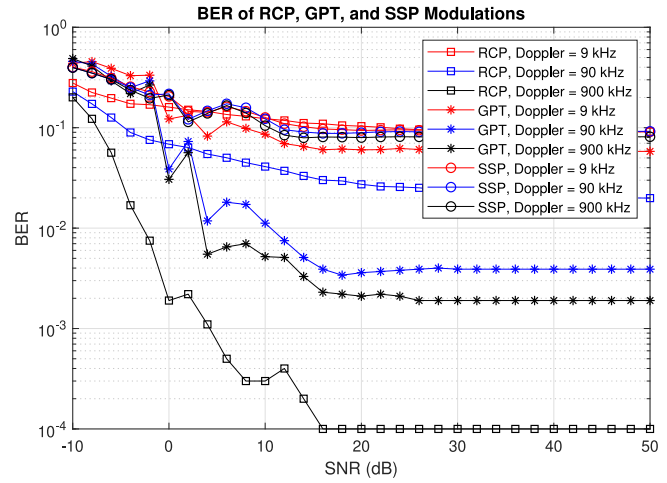 BER of RCP, GPT, and SSP Modulations
10^0
10^-1
10^-2
10^-3
10^-4
BER
-10
0
10
20
30
40
50
SNR (dB)
RCP, Doppler = 9 kHz
RCP, Doppler = 90 kHz
RCP, Doppler = 900 kHz
GPT, Doppler = 9 kHz
GPT, Doppler = 90 kHz
GPT, Doppler = 900 kHz
SSP, Doppler = 9 kHz
SSP, Doppler = 90 kHz
SSP, Doppler = 900 kHz